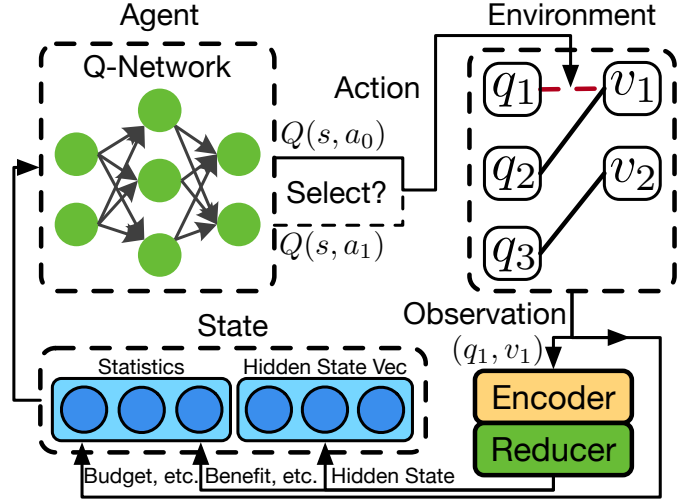 Agent
Environment
Q-Network
Action
q1
v1
Q(s, a0)
Select?
Q(s, a1)
q2
v2
q3
State
Observation
(q1, v1)
Statistics
Hidden State Vec
Encoder
Reducer
Budget, etc.
Benefit, etc.
Hidden State